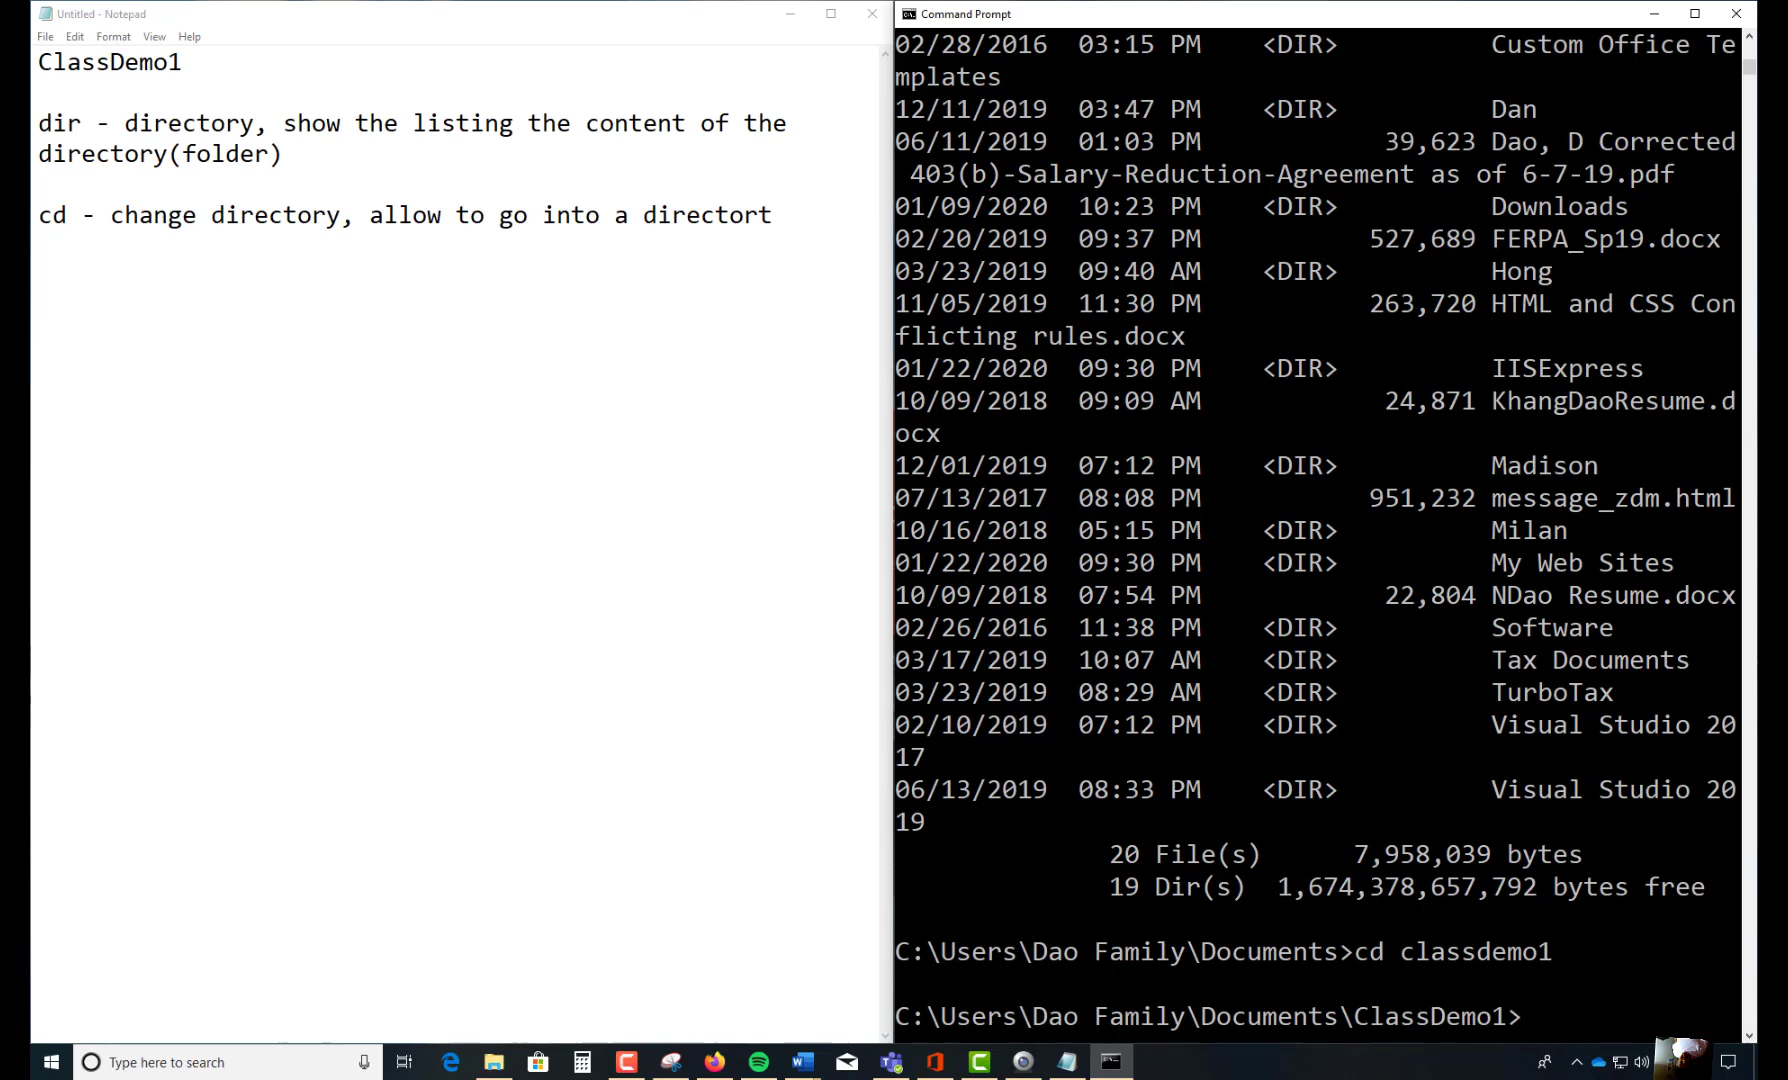 Untitled - Notepad
File Edit Format View Help
ClassDemo1
dir - directory, show the listing the content of the
directory(folder)
cd - change directory, allow to go into a directort
Command Prompt
02/28/2016  03:15 PM    <DIR>          Custom Office Te
mplates
12/11/2019  03:47 PM    <DIR>          Dan
06/11/2019  01:03 PM            39,623 Dao, D Corrected
 403(b)-Salary-Reduction-Agreement as of 6-7-19.pdf
01/09/2020  10:23 PM    <DIR>          Downloads
02/20/2019  09:37 PM           527,689 FERPA_Sp19.docx
03/23/2019  09:40 AM    <DIR>          Hong
11/05/2019  11:30 PM           263,720 HTML and CSS Con
flicting rules.docx
01/22/2020  09:30 PM    <DIR>          IISExpress
10/09/2018  09:09 AM            24,871 KhangDaoResume.d
ocx
12/01/2019  07:12 PM    <DIR>          Madison
07/13/2017  08:08 PM           951,232 message_zdm.html
10/16/2018  05:15 PM    <DIR>          Milan
01/22/2020  09:30 PM    <DIR>          My Web Sites
10/09/2018  07:54 PM            22,804 NDao Resume.docx
02/26/2016  11:38 PM    <DIR>          Software
03/17/2019  10:07 AM    <DIR>          Tax Documents
03/23/2019  08:29 AM    <DIR>          TurboTax
02/10/2019  07:12 PM    <DIR>          Visual Studio 20
17
06/13/2019  08:33 PM    <DIR>          Visual Studio 20
19
20 File(s)      7,958,039 bytes
19 Dir(s)  1,674,378,657,792 bytes free
C:\Users\Dao Family\Documents>cd classdemo1
C:\Users\Dao Family\Documents\ClassDemo1>
Type here to search